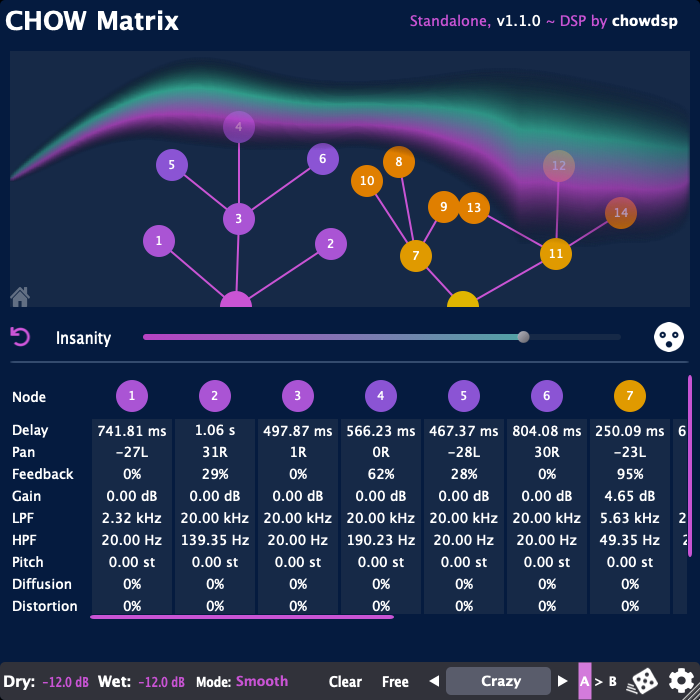 CHOW Matrix
Standalone, v1.1.0 ~ DSP by chowdsp
4
5
6
8
10
12
3
9
13
14
1
2
7
11
Insanity
Node 1 2 3 4 5 6 7
Delay 741.81 ms 1.06 s 497.87 ms 566.23 ms 467.37 ms 804.08 ms 250.09 ms 6
Pan -27L 31R 1R 0R -28L 30R -23L
Feedback 0% 29% 0% 62% 28% 0% 95%
Gain 0.00 dB 0.00 dB 0.00 dB 0.00 dB 0.00 dB 0.00 dB 4.65 dB
LPF 2.32 kHz 20.00 kHz 20.00 kHz 20.00 kHz 20.00 kHz 20.00 kHz 5.63 kHz 2
HPF 20.00 Hz 139.35 Hz 20.00 Hz 190.23 Hz 20.00 Hz 20.00 Hz 49.35 Hz 2
Pitch 0.00 st 0.00 st 0.00 st 0.00 st 0.00 st 0.00 st 0.00 st
Diffusion 0% 0% 0% 0% 0% 0% 0%
Distortion 0% 0% 0% 0% 0% 0% 0%
Dry: -12.0 dB Wet: -12.0 dB Mode: Smooth Clear Free Crazy A > B